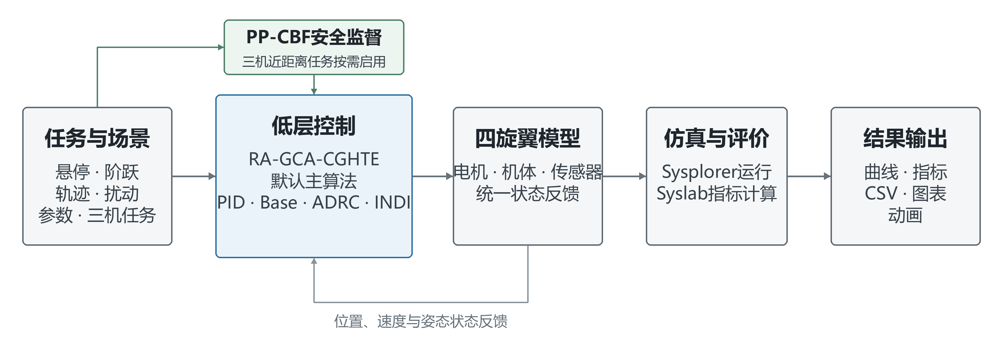 PP-CBF安全监督
三机近距离任务按需启用
任务与场景
悬停 · 阶跃
轨迹 · 扰动
参数 · 三机任务
低层控制
RA-GCA-CGHTE
默认主算法
PID · Base · ADRC · INDI
四旋翼模型
电机 · 机体 · 传感器
统一状态反馈
仿真与评价
Sysplorer运行
Syslab指标计算
结果输出
曲线 · 指标
CSV · 图表
动画
位置、速度与姿态状态反馈